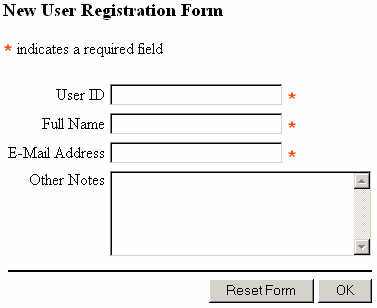 New User Registration Form
* indicates a required field
User ID *
Full Name *
E-Mail Address *
Other Notes
Reset Form OK